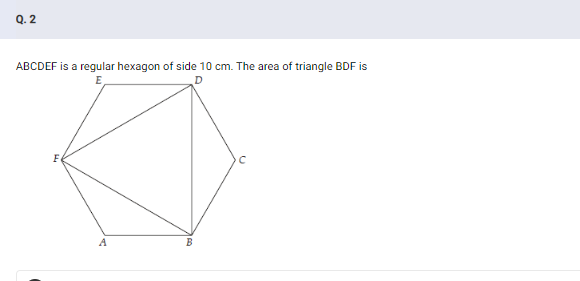 Q. 2
ABCDEF is a regular hexagon of side 10 cm. The area of triangle BDF is
E D
F C
A B